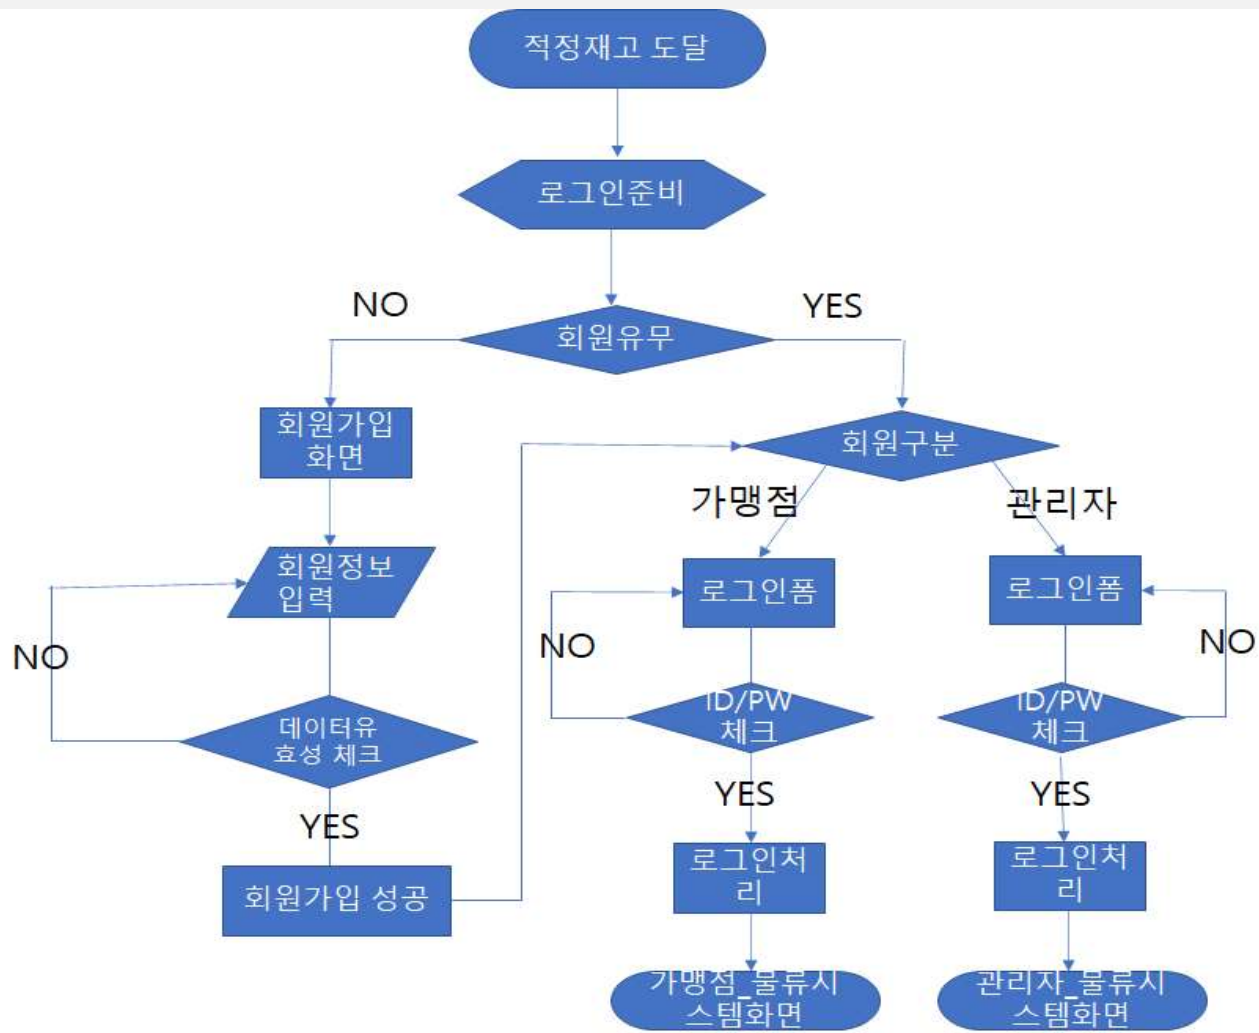 적정재고 도달
로그인준비
NO
YES
회원유무
회원가입
화면
회원구분
가맹점
관리자
회원정보
입력
로그인폼
로그인폼
NO
NO
NO
ID/PW
체크
ID/PW
체크
데이터유
효성 체크
YES
YES
YES
로그인처
리
로그인처
리
회원가입 성공
가맹점_물류시
스템화면
관리자_물류시
스템화면